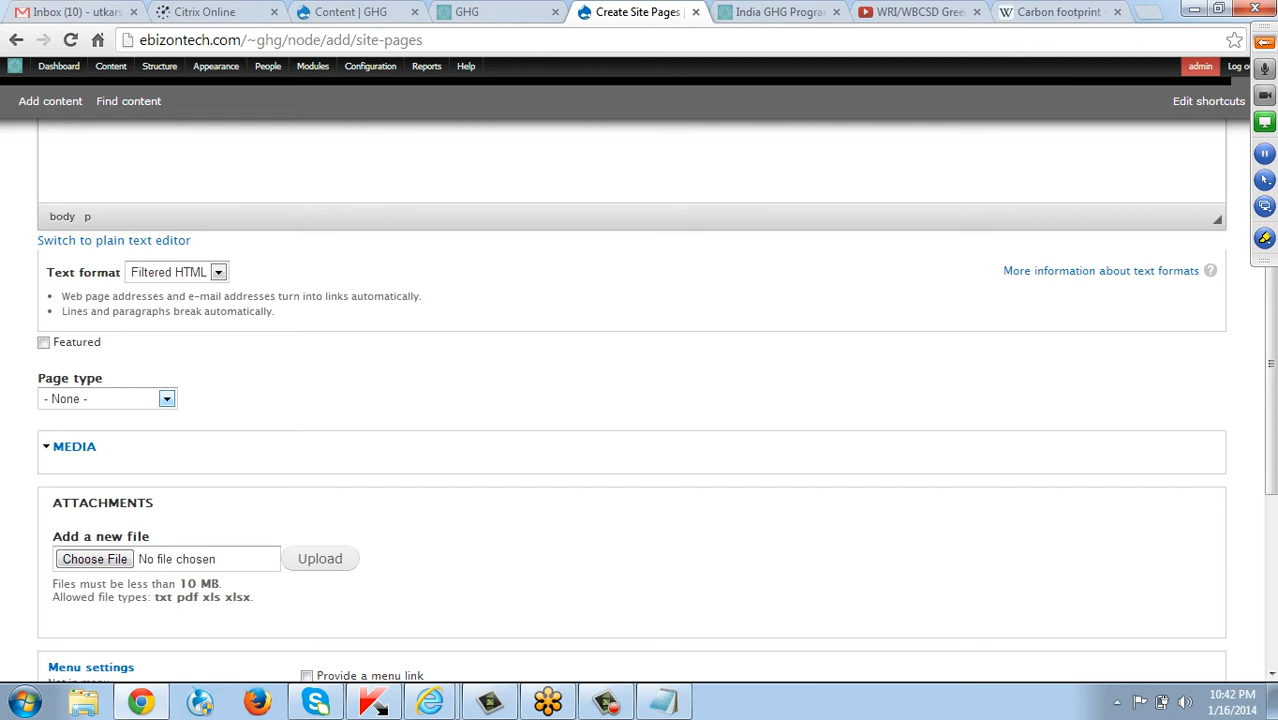 Inbox (10) - utkars
Citrix Online
Content | GHG
GHG
Create Site Pages |
India GHG Progra
WRI/WBCSD Gree
Carbon footprint -
ebizontech.com/~ghg/node/add/site-pages
Dashboard Content Structure Appearance People Modules Configuration Reports Help admin Log o
Add content Find content Edit shortcuts
body p
Switch to plain text editor
Text format Filtered HTML More information about text formats ?
Web page addresses and e-mail addresses turn into links automatically.
Lines and paragraphs break automatically.
Featured
Page type
- None -
MEDIA
ATTACHMENTS
Add a new file
Choose File No file chosen Upload
Files must be less than 10 MB.
Allowed file types: txt pdf xls xlsx.
Menu settings
Provide a menu link
Not in menu
10:42 PM
1/16/2014